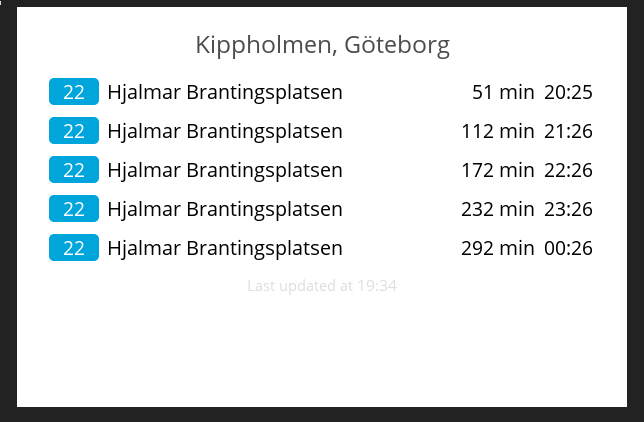 Kippholmen, Göteborg
22 Hjalmar Brantingsplatsen 51 min 20:25
22 Hjalmar Brantingsplatsen 112 min 21:26
22 Hjalmar Brantingsplatsen 172 min 22:26
22 Hjalmar Brantingsplatsen 232 min 23:26
22 Hjalmar Brantingsplatsen 292 min 00:26
Last updated at 19:34